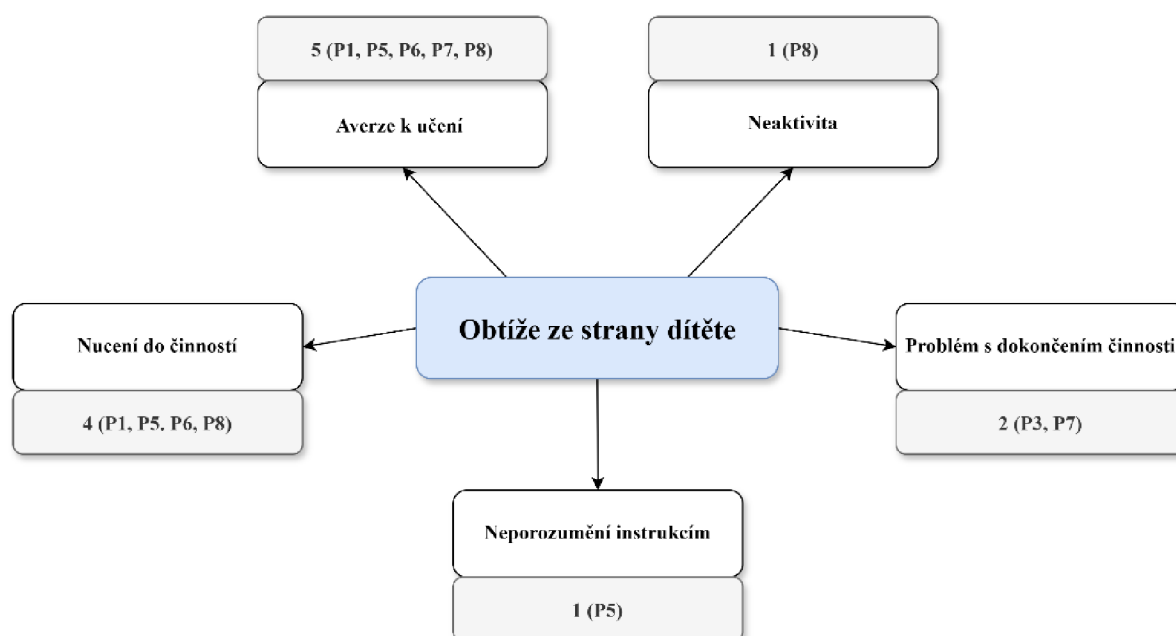 5 (P1, P5, P6, P7, P8)
Averze k učení
1 (P8)
Neaktivita
Obtíže ze strany dítěte
Nucení do činností
4 (P1, P5. P6, P8)
Problém s dokončením činnosti
2 (P3, P7)
Neporozumění instrukcím
1 (P5)